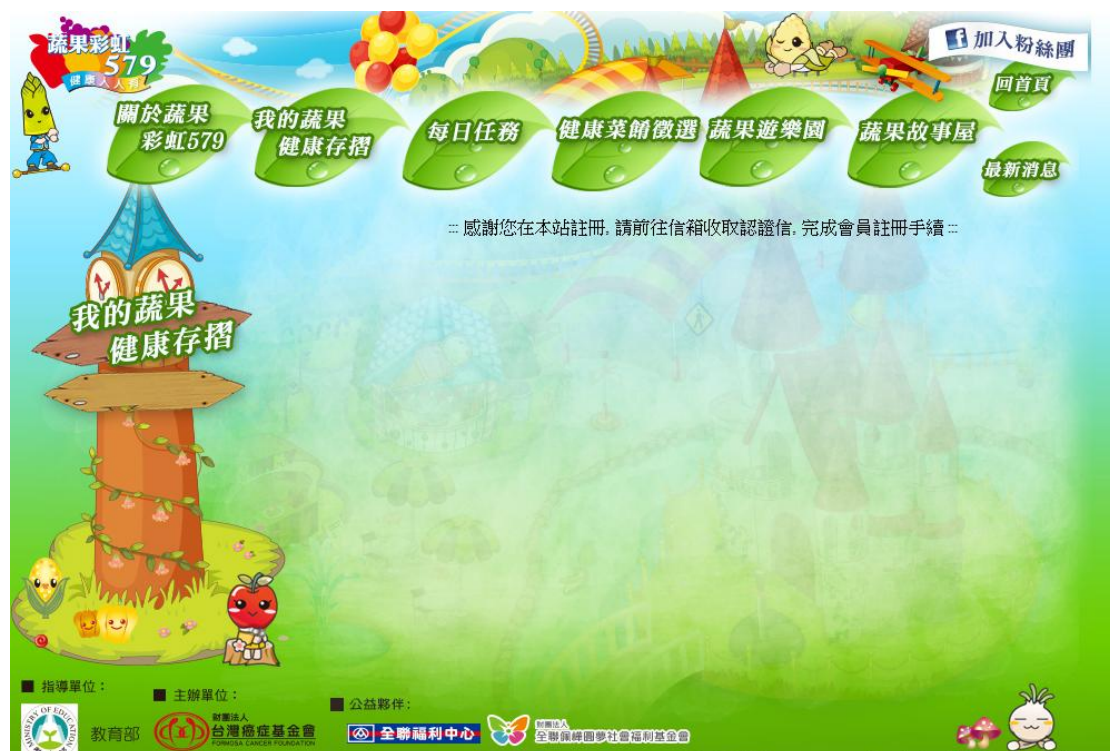 蔬果彩虹
579
健康人人有
加入粉絲團
回首頁
關於蔬果
彩虹579
我的蔬果
健康存摺
每日任務
健康菜餚徵選
蔬果遊樂園
蔬果故事屋
最新消息
::: 感謝您在本站註冊, 請前往信箱收取認證信, 完成會員註冊手續 :::
我的蔬果
健康存摺
■ 指導單位：
■ 主辦單位：
■ 公益夥伴：
MINISTRY OF EDUCATION
教育部
財團法人
台灣癌症基金會
FORMOSA CANCER FOUNDATION
全聯福利中心
財團法人
全聯佩樺圓夢社會福利基金會